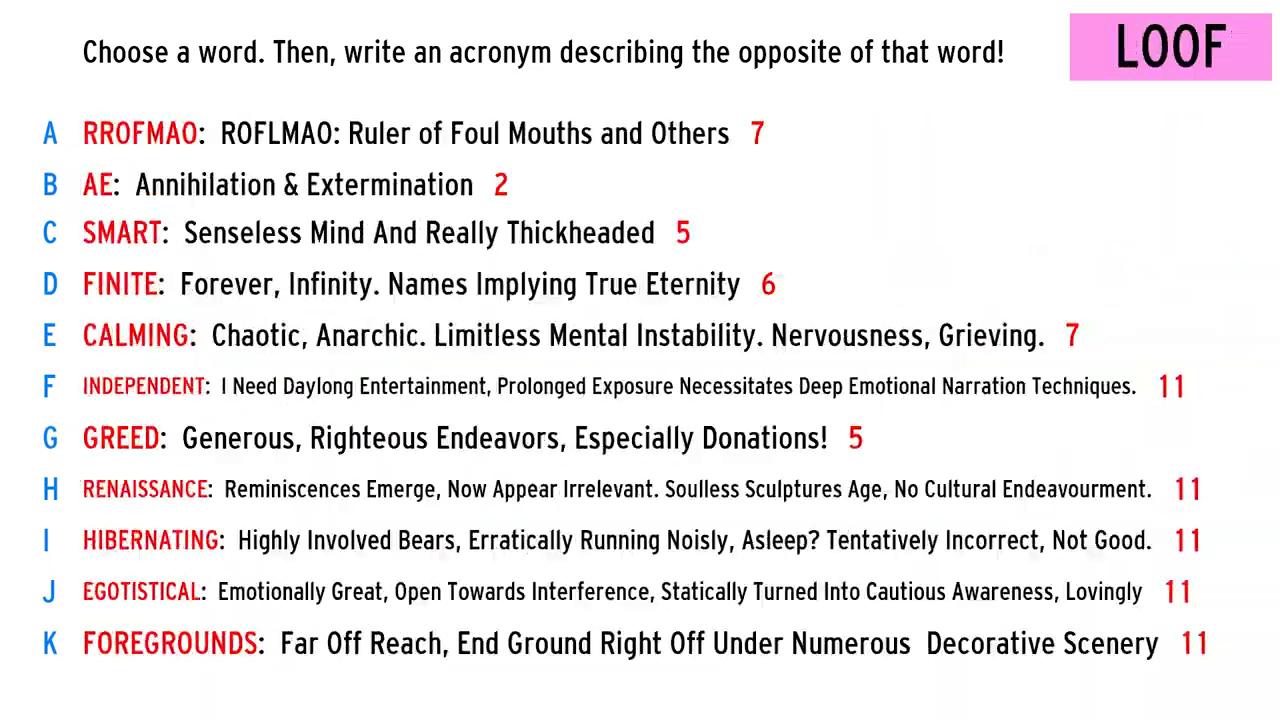 Choose a word. Then, write an acronym describing the opposite of that word!
LOOF
A RROFMAO: ROFLMAO: Ruler of Foul Mouths and Others 7
B AE: Annihilation & Extermination 2
C SMART: Senseless Mind And Really Thickheaded 5
D FINITE: Forever, Infinity. Names Implying True Eternity 6
E CALMING: Chaotic, Anarchic. Limitless Mental Instability. Nervousness, Grieving. 7
F INDEPENDENT: I Need Daylong Entertainment, Prolonged Exposure Necessitates Deep Emotional Narration Techniques. 11
G GREED: Generous, Righteous Endeavors, Especially Donations! 5
H RENAISSANCE: Reminiscences Emerge, Now Appear Irrelevant. Soulless Sculptures Age, No Cultural Endeavourment. 11
I HIBERNATING: Highly Involved Bears, Erratically Running Noisly, Asleep? Tentatively Incorrect, Not Good. 11
J EGOTISTICAL: Emotionally Great, Open Towards Interference, Statically Turned Into Cautious Awareness, Lovingly 11
K FOREGROUNDS: Far Off Reach, End Ground Right Off Under Numerous Decorative Scenery 11